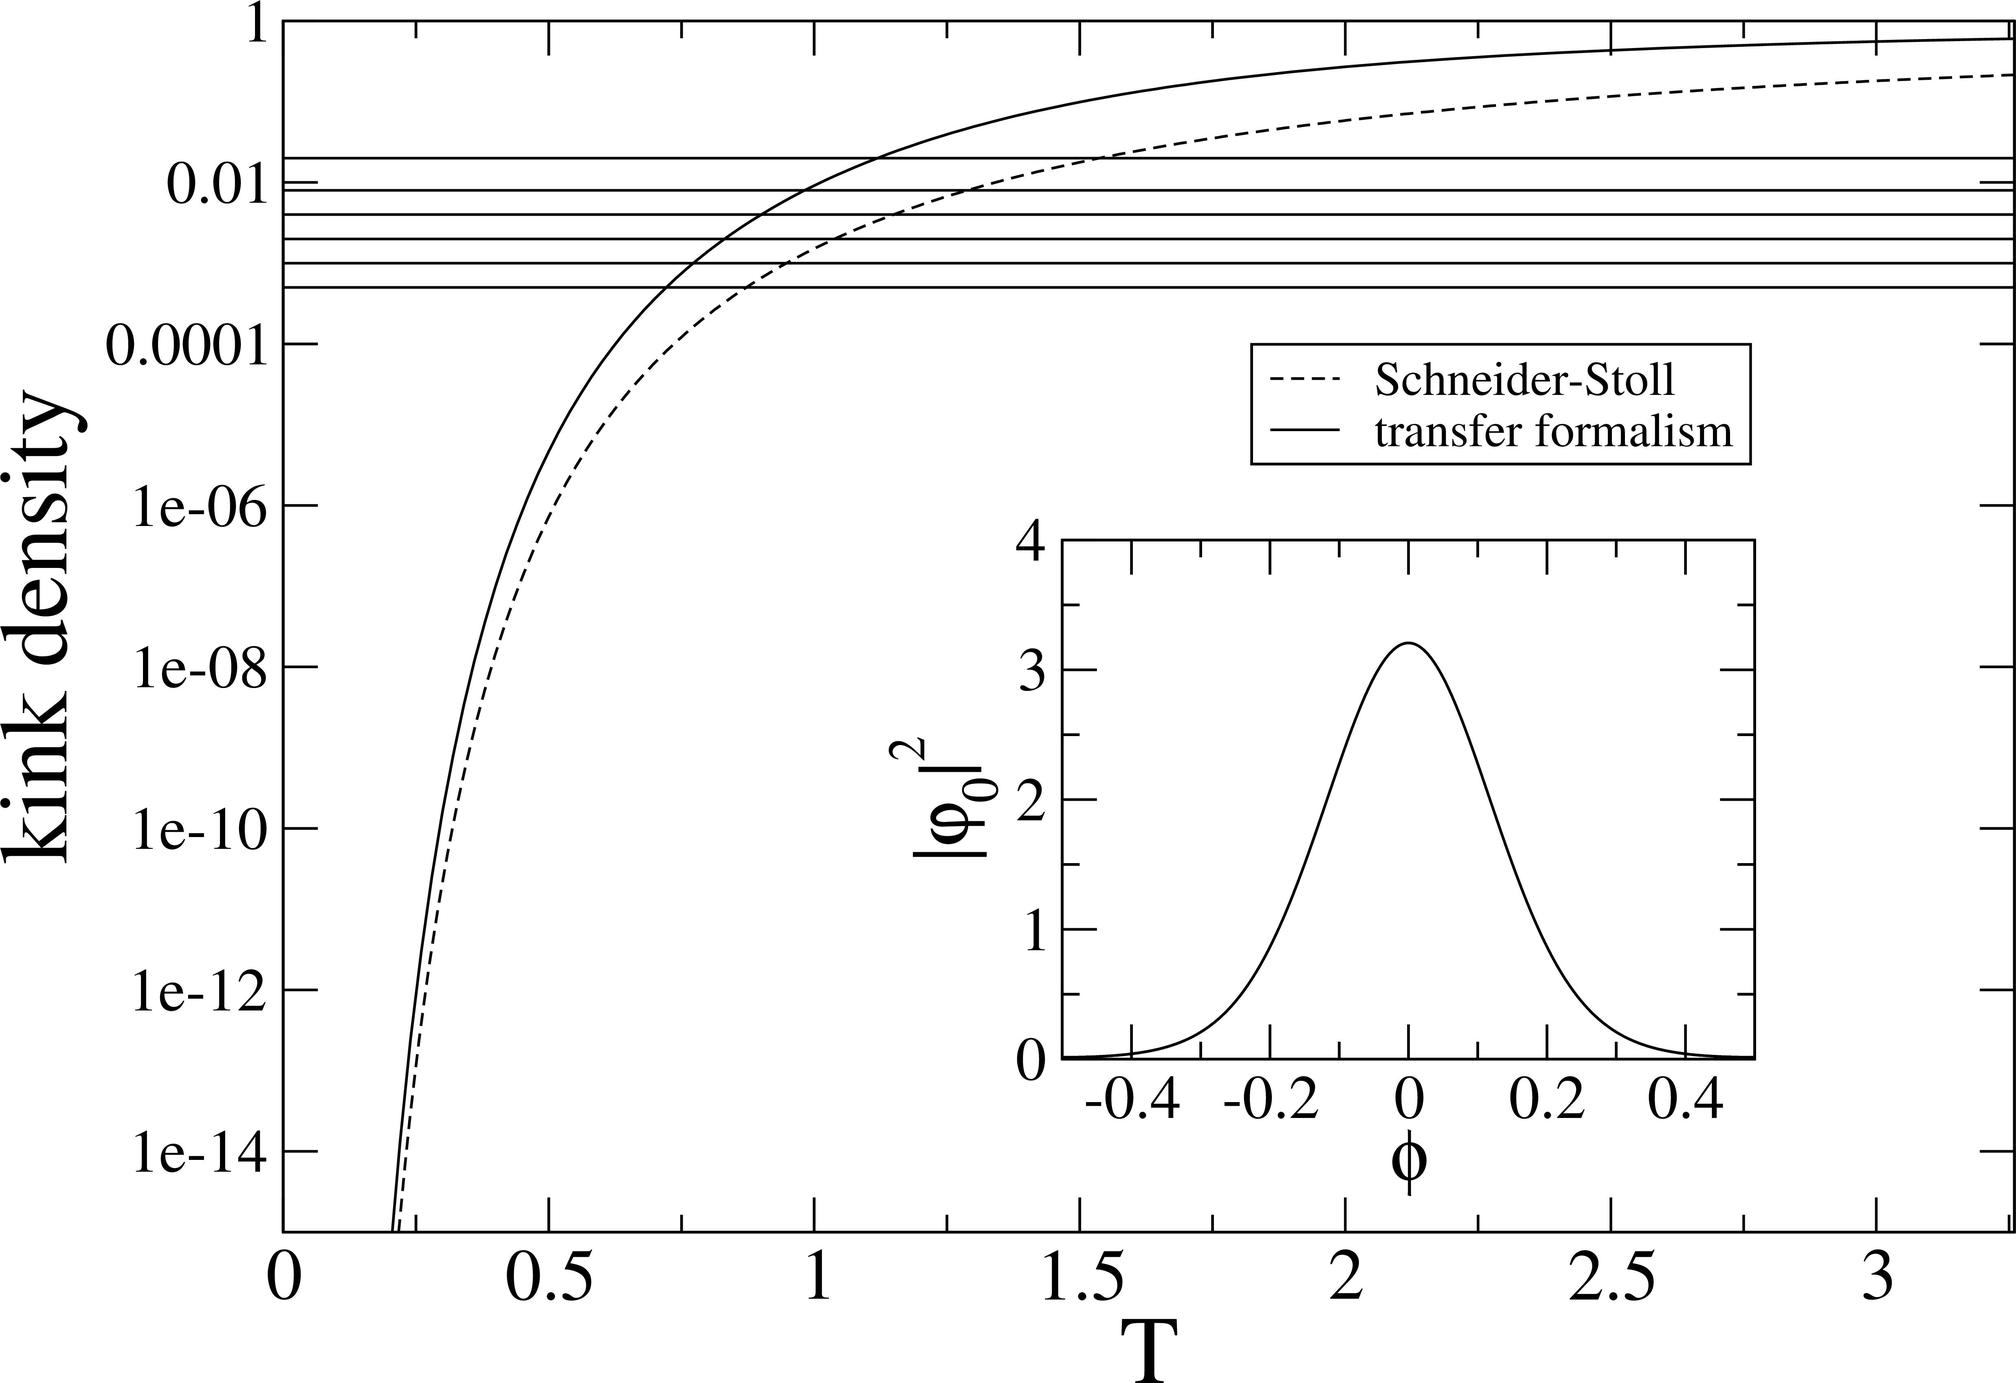 kink density
1
0.01
0.0001
1e-06
1e-08
1e-10
1e-12
1e-14
0 0.5 1 1.5 2 2.5 3
T
Schneider-Stoll
transfer formalism
|φ₀|²
4
3
2
1
0
-0.4 -0.2 0 0.2 0.4
ϕ